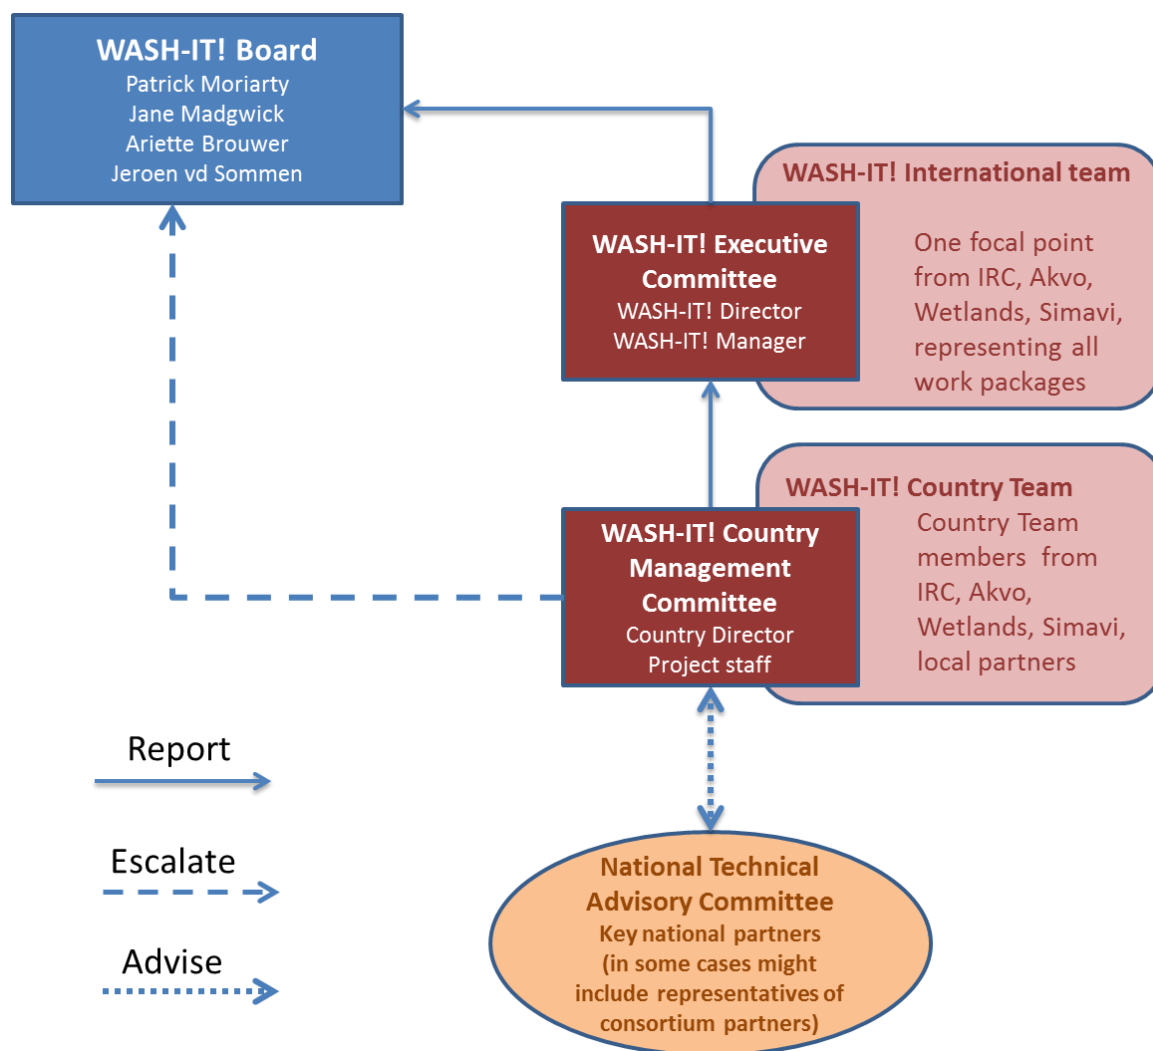 WASH-IT! Board
Patrick Moriarty
Jane Madgwick
Ariette Brouwer
Jeroen vd Sommen
WASH-IT! International team
One focal point
from IRC, Akvo,
Wetlands, Simavi,
representing all
work packages
WASH-IT! Executive
Committee
WASH-IT! Director
WASH-IT! Manager
WASH-IT! Country Team
Country Team
members from
IRC, Akvo,
Wetlands, Simavi,
local partners
WASH-IT! Country
Management
Committee
Country Director
Project staff
Report
Escalate
Advise
National Technical
Advisory Committee
Key national partners
(in some cases might
include representatives of
consortium partners)